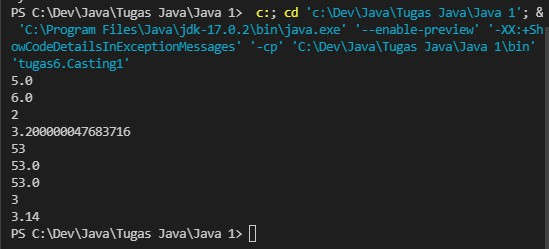 PS C:\Dev\Java\Tugas Java\Java 1>  c:; cd 'c:\Dev\Java\Tugas Java\Java 1'; &
 'C:\Program Files\Java\jdk-17.0.2\bin\java.exe' '--enable-preview' '-XX:+Sh
owCodeDetailsInExceptionMessages' '-cp' 'C:\Dev\Java\Tugas Java\Java 1\bin'
'tugas6.Casting1'
5.0
6.0
2
3.200000047683716
53
53.0
53.0
3
3.14
PS C:\Dev\Java\Tugas Java\Java 1>